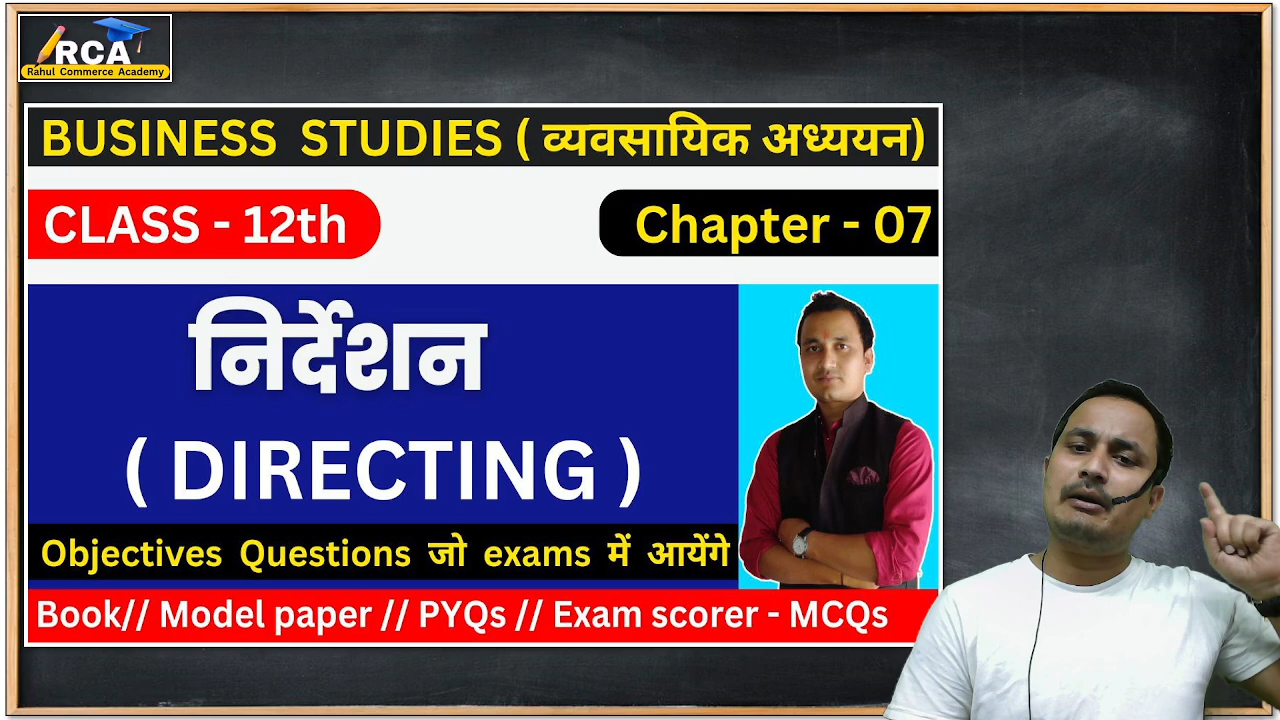 RCA
Rahul Commerce Academy
BUSINESS STUDIES ( व्यवसायिक अध्ययन)
CLASS - 12th
Chapter - 07
निर्देशन
( DIRECTING )
Objectives Questions जो exams में आयेंगे
Book// Model paper // PYQs // Exam scorer - MCQs